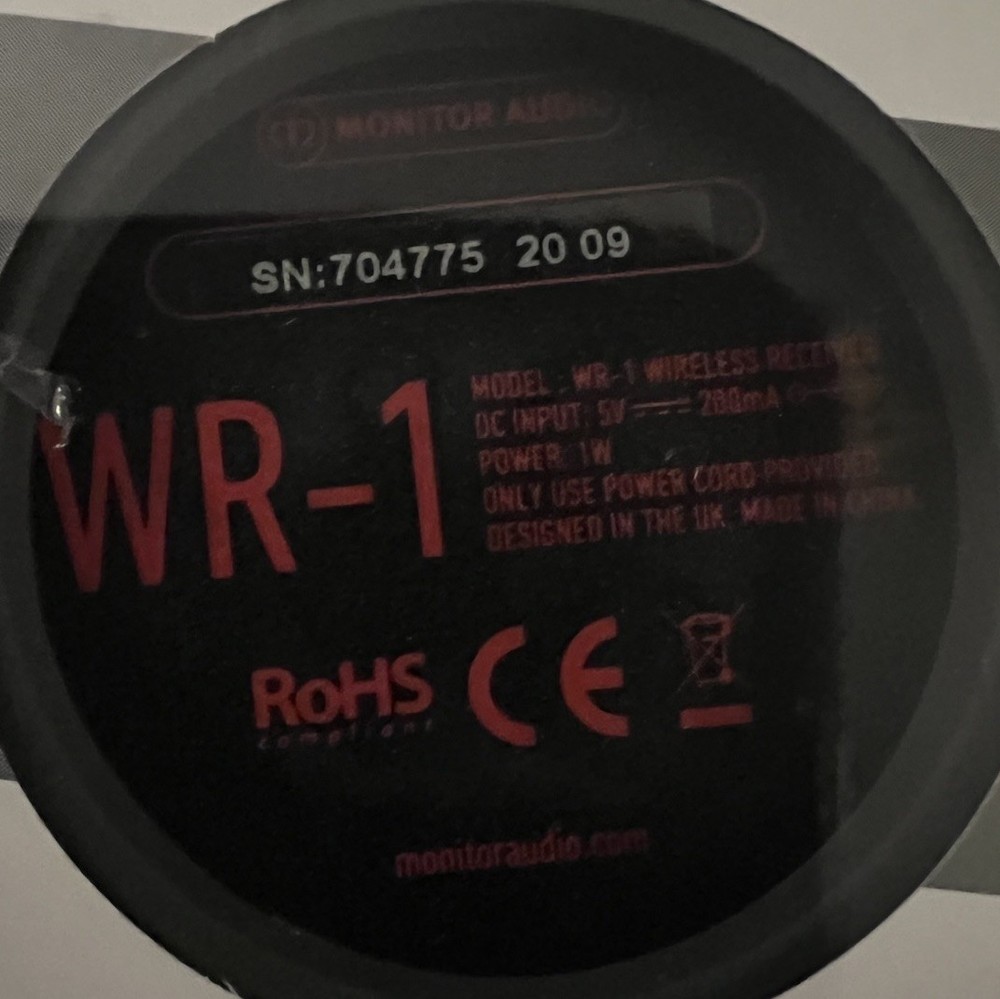 MONITOR AUDIO
SN:704775 20 09
WR-1
MODEL : WR-1 WIRELESS RECEIVER
DC INPUT: 5V 200mA
POWER: 1W
ONLY USE POWER CORD PROVIDED
DESIGNED IN THE UK, MADE IN CHINA
RoHS
compliant
CE
monitoraudio.com